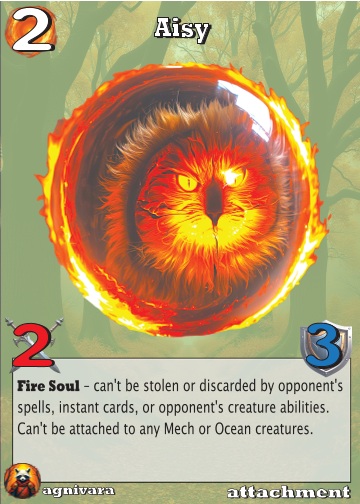 2
Aisy
2
3
Fire Soul - can't be stolen or discarded by opponent's
spells, instant cards, or opponent's creature abilities.
Can't be attached to any Mech or Ocean creatures.
agnivara
attachment